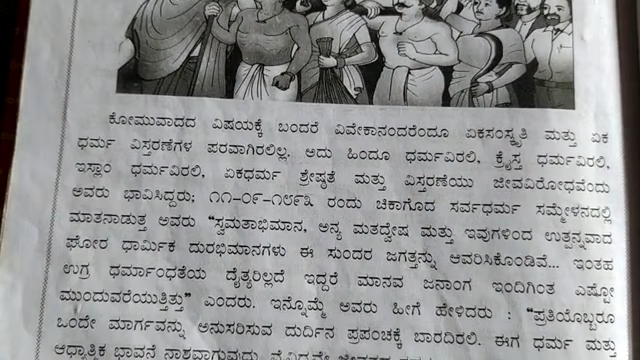 ಕೋಮುವಾದದ ವಿಷಯಕ್ಕೆ ಬಂದರೆ ವಿವೇಕಾನಂದರೆಂದೂ ಏಕಸಂಸ್ಕೃತಿ ಮತ್ತು ಏಕ
ಧರ್ಮ ವಿಸ್ತರಣೆಗಳ ಪರವಾಗಿರಲಿಲ್ಲ. ಅದು ಹಿಂದೂ ಧರ್ಮವಿರಲಿ, ಕ್ರೈಸ್ತ ಧರ್ಮವಿರಲಿ,
ಇಸ್ಲಾಂ ಧರ್ಮವಿರಲಿ, ಏಕಧರ್ಮ ಶ್ರೇಷ್ಠತೆ ಮತ್ತು ವಿಸ್ತರಣೆಯು ಜೀವವಿರೋಧವೆಂದು
ಅವರು ಭಾವಿಸಿದ್ದರು; ೧೧-೦೯-೧೮೯೩ ರಂದು ಚಿಕಾಗೊದ ಸರ್ವಧರ್ಮ ಸಮ್ಮೇಳನದಲ್ಲಿ
ಮಾತನಾಡುತ್ತ ಅವರು "ಸ್ವಮತಾಭಿಮಾನ, ಅನ್ಯ ಮತದ್ವೇಷ ಮತ್ತು ಇವುಗಳಿಂದ ಉತ್ಪನ್ನವಾದ
ಘೋರ ಧಾರ್ಮಿಕ ದುರಭಿಮಾನಗಳು ಈ ಸುಂದರ ಜಗತ್ತನ್ನು ಆವರಿಸಿಕೊಂಡಿವೆ... ಇಂತಹ
ಉಗ್ರ ಧರ್ಮಾಂಧತೆಯ ದೈತ್ಯರಿಲ್ಲದೆ ಇದ್ದರೆ ಮಾನವ ಜನಾಂಗ ಇಂದಿಗಿಂತ ಎಷ್ಟೋ
ಮುಂದುವರೆಯುತ್ತಿತ್ತು" ಎಂದರು. ಇನ್ನೊಮ್ಮೆ ಅವರು ಹೀಗೆ ಹೇಳಿದರು : "ಪ್ರತಿಯೊಬ್ಬರೂ
ಒಂದೇ ಮಾರ್ಗವನ್ನು ಅನುಸರಿಸುವ ದುರ್ದಿನ ಪ್ರಪಂಚಕ್ಕೆ ಬಾರದಿರಲಿ. ಈಗ ಧರ್ಮ ಮತ್ತು
ಆಧ್ಯಾತ್ಮಿಕ ಭಾವನೆ ನಾಶವಾಗುವುದು.